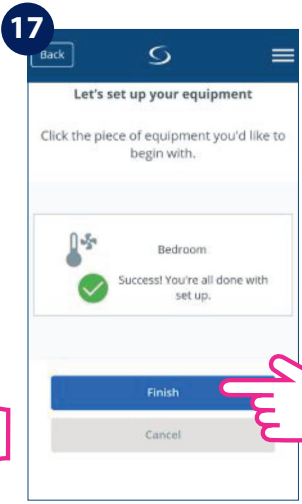 17
Back
Let's set up your equipment
Click the piece of equipment you'd like to
begin with.
Bedroom
Success! You're all done with
set up.
Finish
Cancel